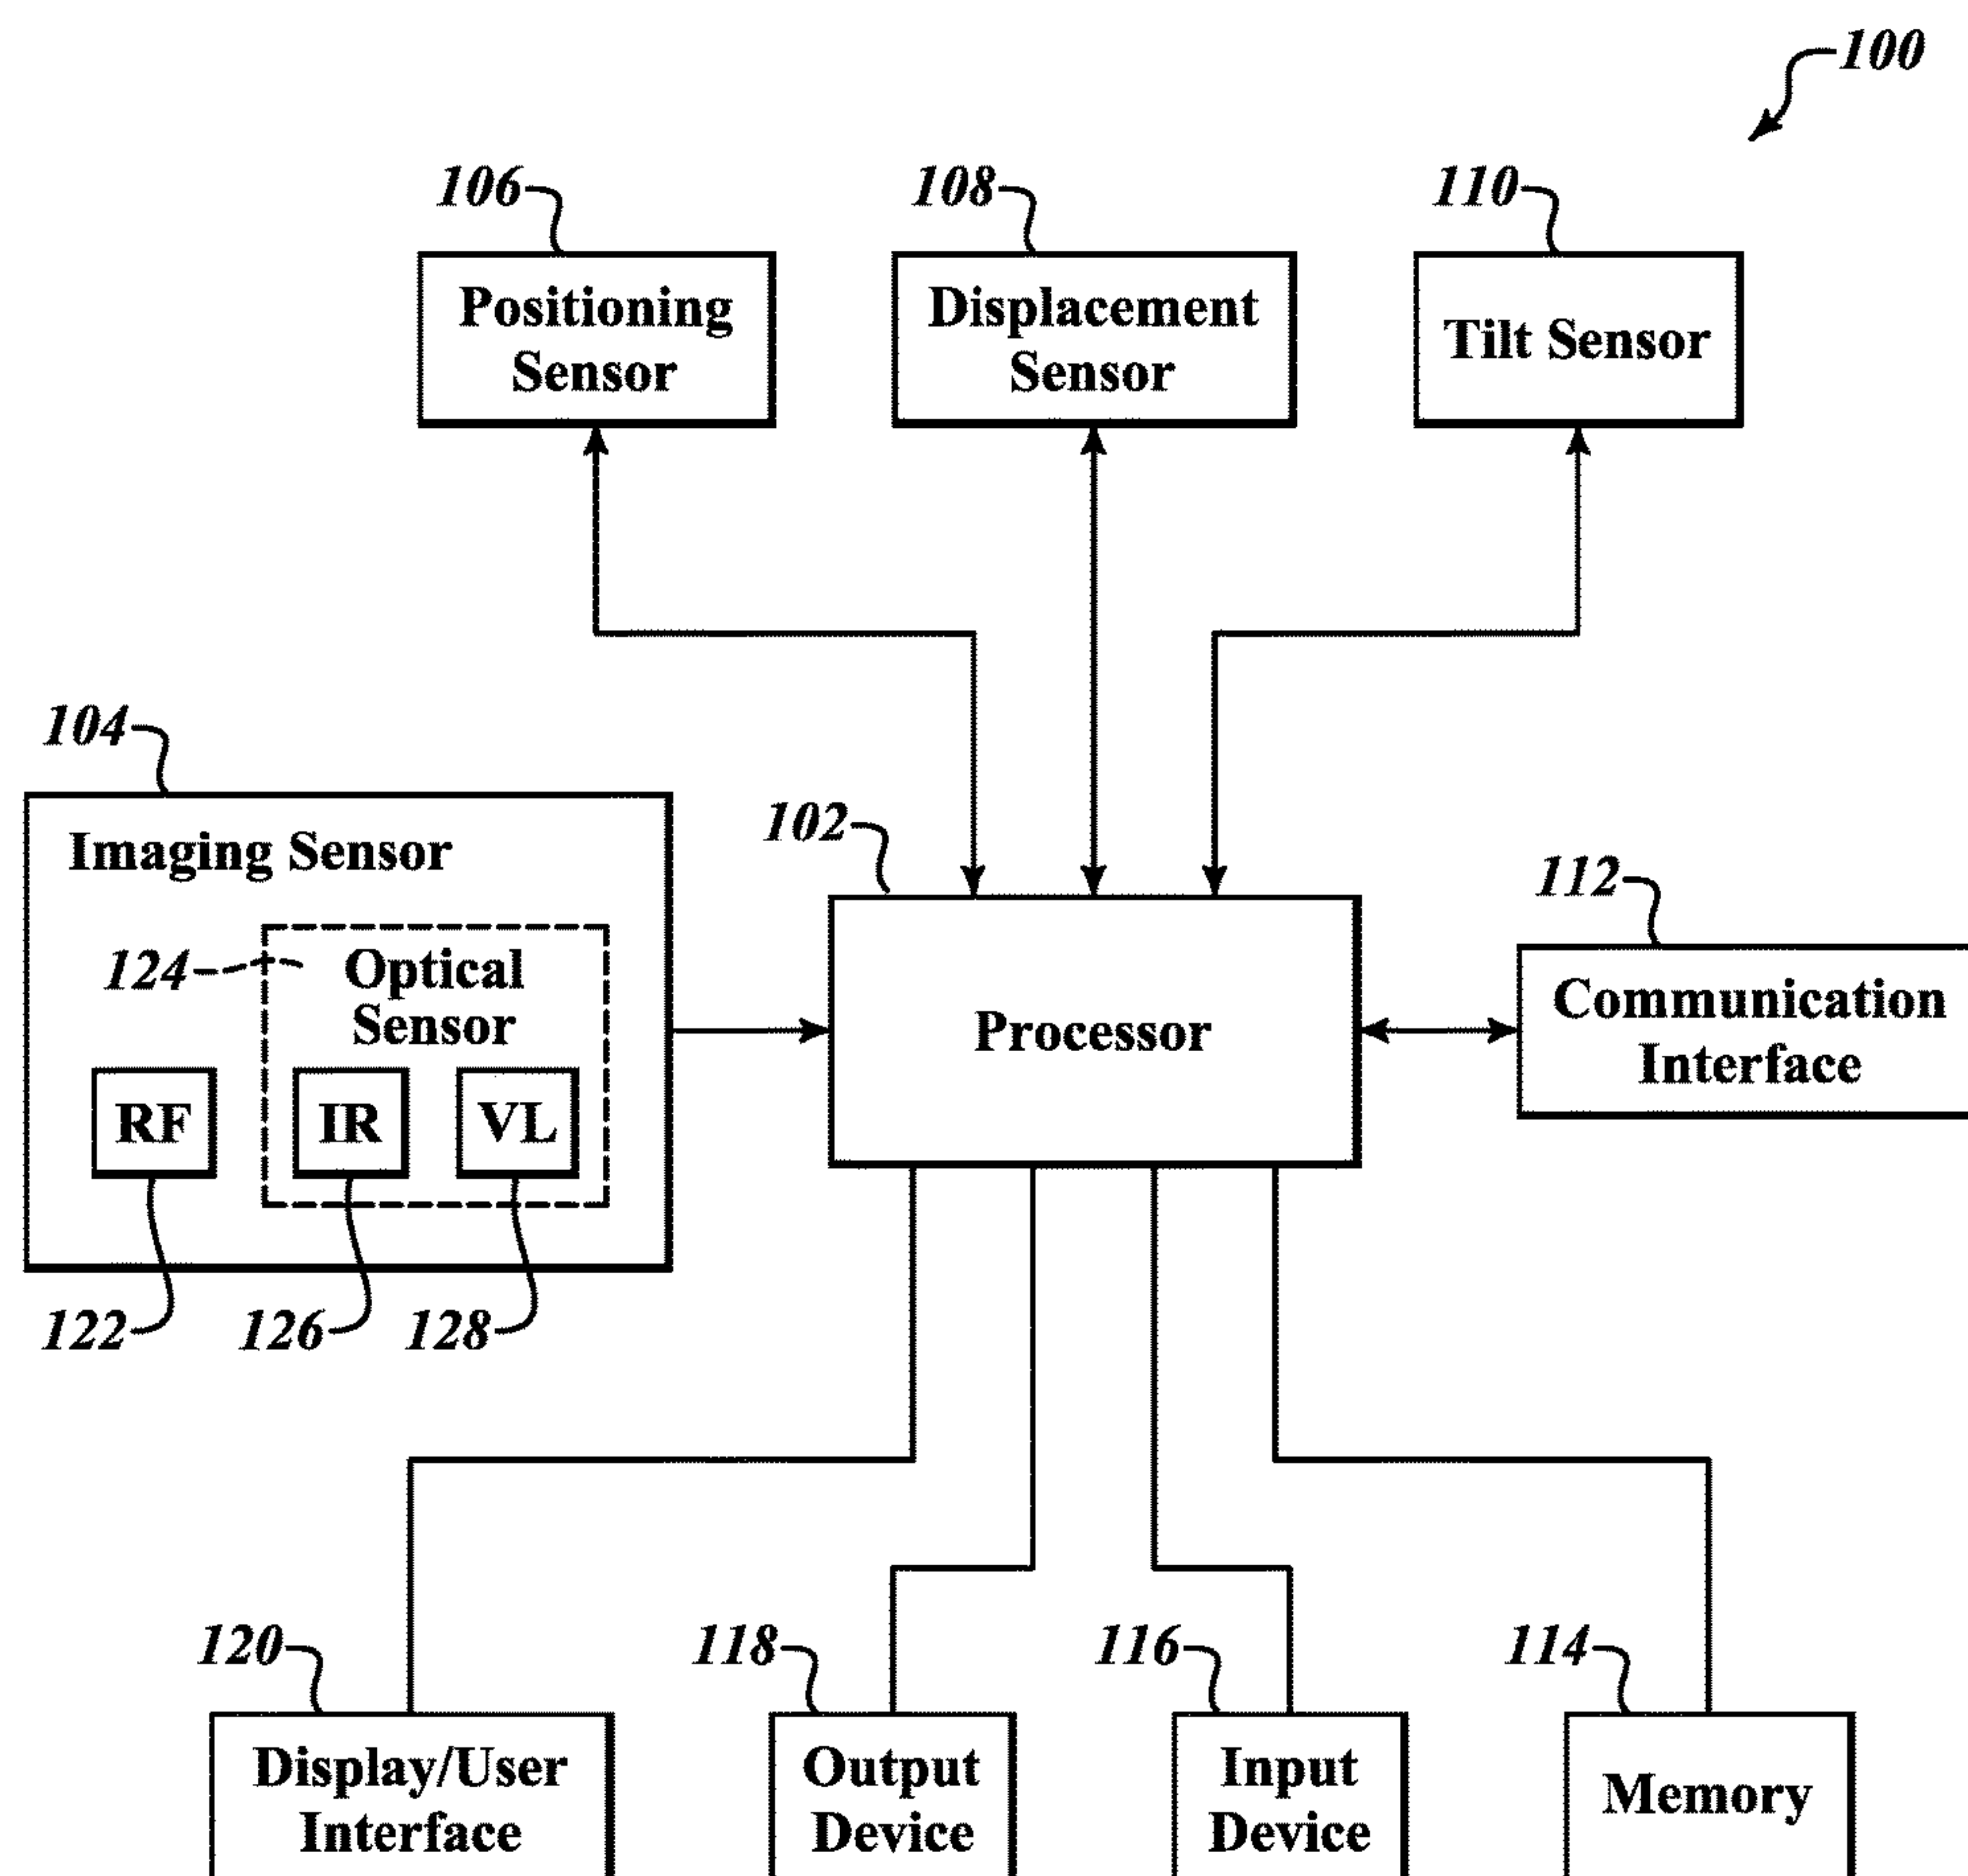 100
106
108
110
Positioning
Sensor
Displacement
Sensor
Tilt Sensor
104
102
112
Imaging Sensor
124
Optical
Sensor
RF
IR
VL
Processor
Communication
Interface
122
126
128
120
118
116
114
Display/User
Interface
Output
Device
Input
Device
Memory